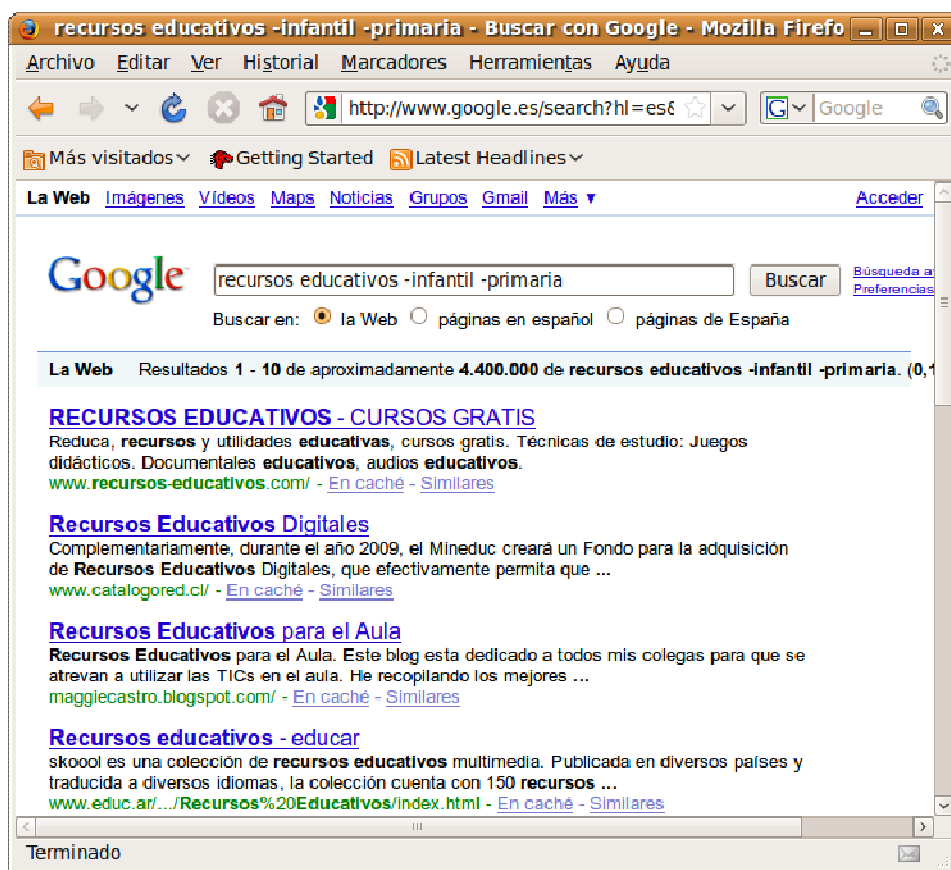 recursos educativos -infantil -primaria - Buscar con Google - Mozilla Firefo
Archivo Editar Ver Historial Marcadores Herramientas Ayuda
http://www.google.es/search?hl=es& G Google
Más visitados Getting Started Latest Headlines
La Web Imágenes Vídeos Maps Noticias Grupos Gmail Más ▼ Acceder
Google recursos educativos -infantil -primaria Buscar Búsqueda a
Preferencias
Buscar en: la Web páginas en español páginas de España
La Web Resultados 1 - 10 de aproximadamente 4.400.000 de recursos educativos -infantil -primaria. (0,1
RECURSOS EDUCATIVOS - CURSOS GRATIS
Reduca, recursos y utilidades educativas, cursos gratis. Técnicas de estudio: Juegos
didácticos. Documentales educativos, audios educativos.
www.recursos-educativos.com/ - En caché - Similares
Recursos Educativos Digitales
Complementariamente, durante el año 2009, el Mineduc creará un Fondo para la adquisición
de Recursos Educativos Digitales, que efectivamente permita que ...
www.catalogored.cl/ - En caché - Similares
Recursos Educativos para el Aula
Recursos Educativos para el Aula. Este blog esta dedicado a todos mis colegas para que se
atrevan a utilizar las TICs en el aula. He recopilando los mejores ...
maggiecastro.blogspot.com/ - En caché - Similares
Recursos educativos - educar
skoool es una colección de recursos educativos multimedia. Publicada en diversos países y
traducida a diversos idiomas, la colección cuenta con 150 recursos ...
www.educ.ar/.../Recursos%20Educativos/index.html - En caché - Similares
Terminado